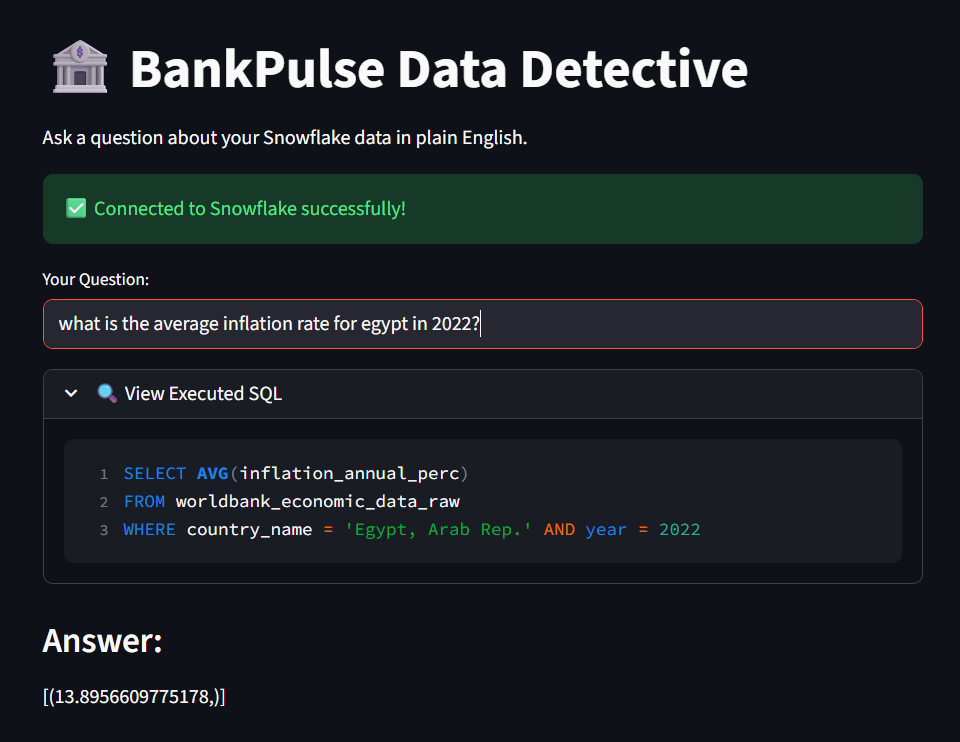 BankPulse Data Detective
Ask a question about your Snowflake data in plain English.
✅ Connected to Snowflake successfully!
Your Question:
what is the average inflation rate for egypt in 2022?
🔍 View Executed SQL
1 SELECT AVG(inflation_annual_perc)
2 FROM worldbank_economic_data_raw
3 WHERE country_name = 'Egypt, Arab Rep.' AND year = 2022
Answer:
[(13.8956609775178,)]